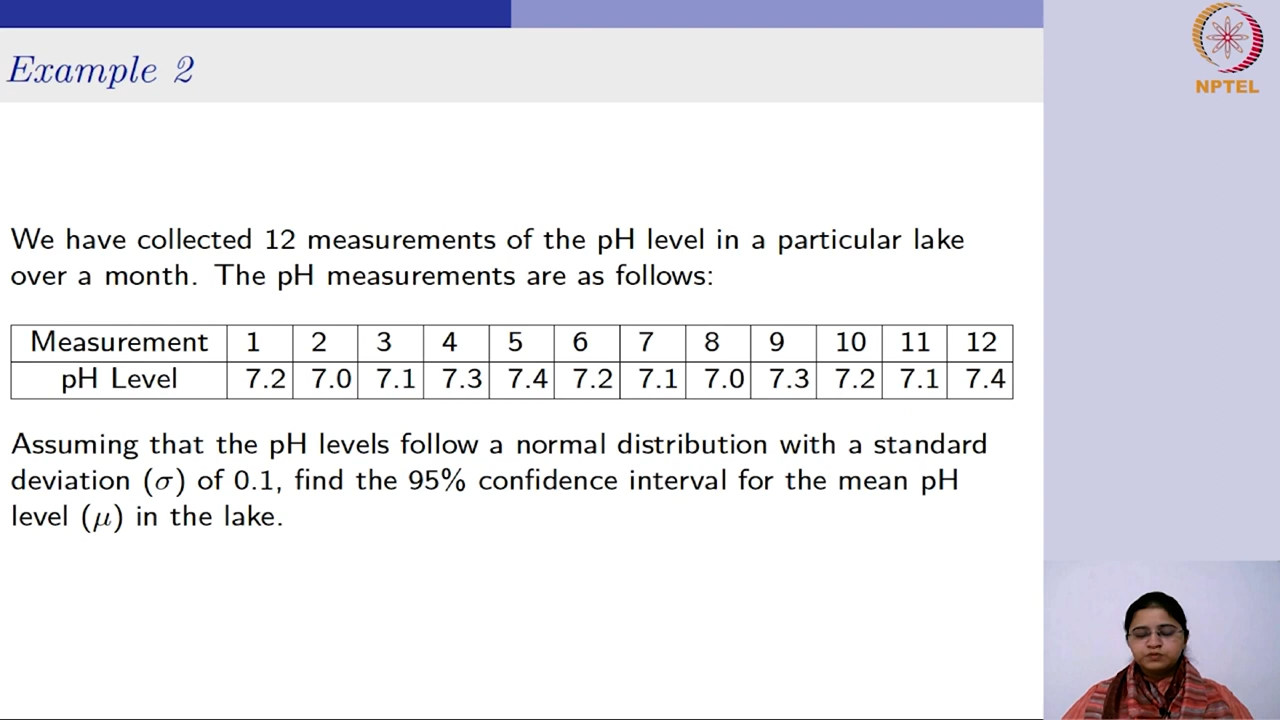 Example 2
NPTEL
We have collected 12 measurements of the pH level in a particular lake
over a month. The pH measurements are as follows:
Measurement 1 2 3 4 5 6 7 8 9 10 11 12
pH Level 7.2 7.0 7.1 7.3 7.4 7.2 7.1 7.0 7.3 7.2 7.1 7.4
Assuming that the pH levels follow a normal distribution with a standard
deviation (σ) of 0.1, find the 95% confidence interval for the mean pH
level (μ) in the lake.